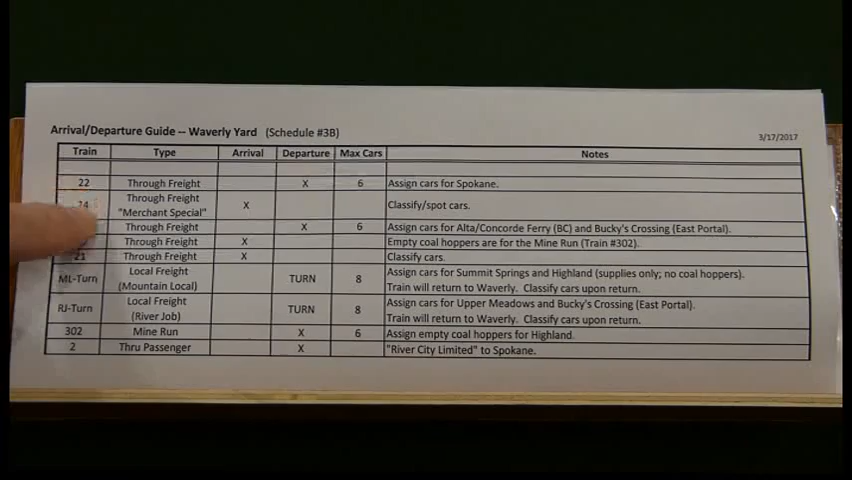 Arrival/Departure Guide -- Waverly Yard (Schedule #3B)
3/17/2017
Train Type Arrival Departure Max Cars Notes
22 Through Freight X 6 Assign cars for Spokane.
Through Freight
"Merchant Special" X Classify/spot cars.
Through Freight X 6 Assign cars for Alta/Concorde Ferry (BC) and Bucky's Crossing (East Portal).
Through Freight X Empty coal hoppers are for the Mine Run (Train #302).
21 Through Freight X Classify cars.
ML-Turn Local Freight
(Mountain Local) TURN 8 Assign cars for Summit Springs and Highland (supplies only; no coal hoppers).
Train will return to Waverly. Classify cars upon return.
RJ-Turn Local Freight
(River Job) TURN 8 Assign cars for Upper Meadows and Bucky's Crossing (East Portal).
Train will return to Waverly. Classify cars upon return.
302 Mine Run X 6 Assign empty coal hoppers for Highland.
2 Thru Passenger X "River City Limited" to Spokane.